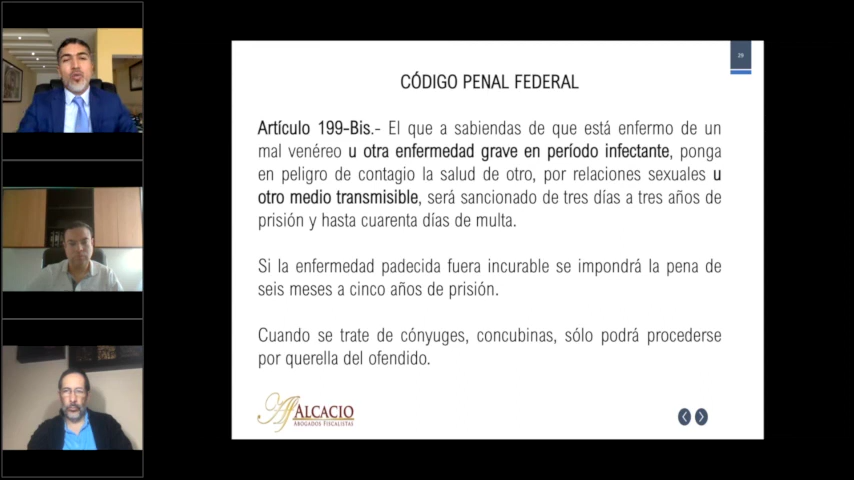 29
CÓDIGO PENAL FEDERAL
Artículo 199-Bis.- El que a sabiendas de que está enfermo de un
mal venéreo u otra enfermedad grave en período infectante, ponga
en peligro de contagio la salud de otro, por relaciones sexuales u
otro medio transmisible, será sancionado de tres días a tres años de
prisión y hasta cuarenta días de multa.
Si la enfermedad padecida fuera incurable se impondrá la pena de
seis meses a cinco años de prisión.
Cuando se trate de cónyuges, concubinas, sólo podrá procederse
por querella del ofendido.
ALCACIO
ABOGADOS FISCALISTAS